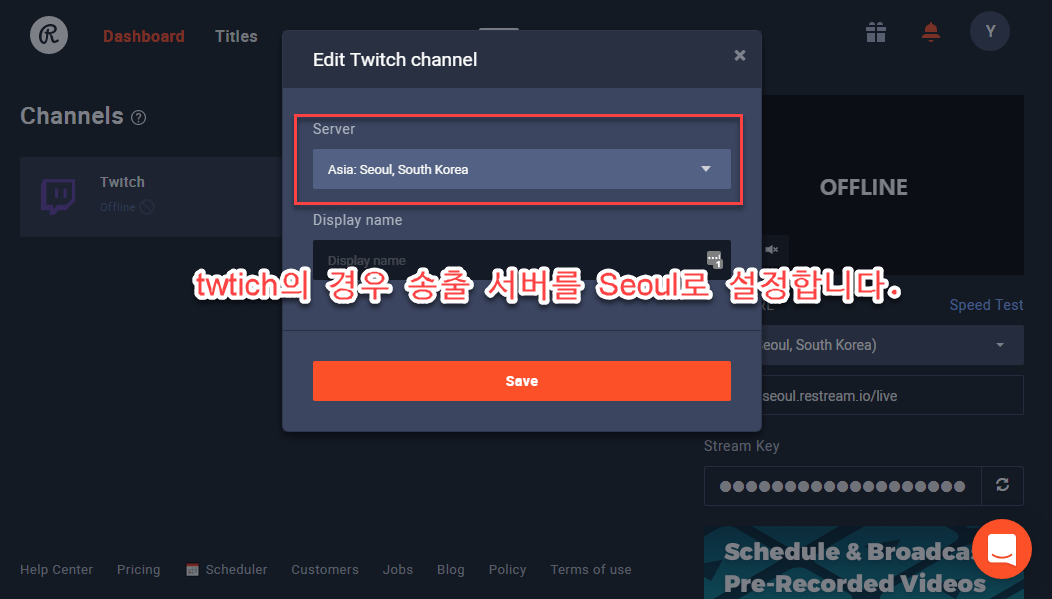 R
Dashboard
Titles
Y
Edit Twitch channel
×
Channels ?
Server
Asia: Seoul, South Korea
Twitch
Offline
OFFLINE
Display name
Display name
1
twtich의 경우 송출 서버를 Seoul로 설정합니다.
Speed Test
eoul, South Korea)
Save
seoul.restream.io/live
Stream Key
●●●●●●●●●●●●●●●●●●●
Schedule & Broadcas
Pre-Recorded Videos
Help Center
Pricing
Scheduler
Customers
Jobs
Blog
Policy
Terms of use